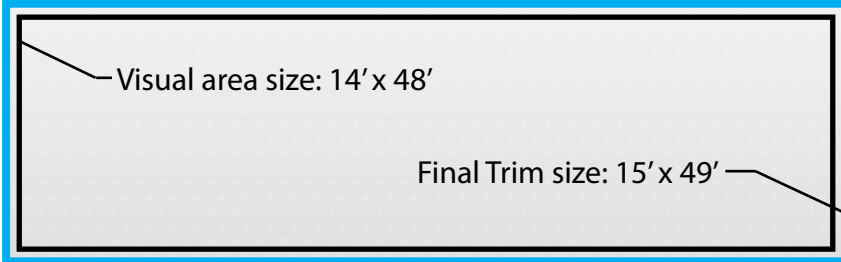 Visual area size: 14’ x 48’
Final Trim size: 15’ x 49’